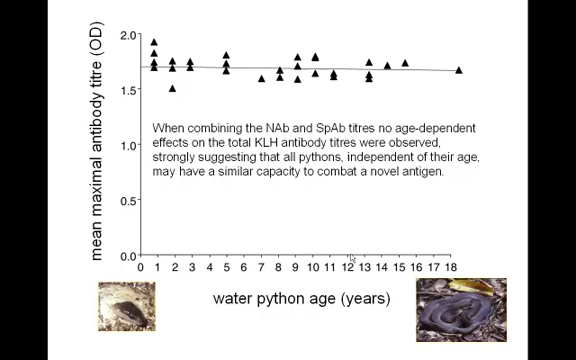 mean maximal antibody titre (OD)
2.0
1.5
1.0
0.5
0.0
When combining the NAb and SpAb titres no age-dependent
effects on the total KLH antibody titres were observed,
strongly suggesting that all pythons, independent of their age,
may have a similar capacity to combat a novel antigen.
0 1 2 3 4 5 6 7 8 9 10 11 12 13 14 15 16 17 18
water python age (years)